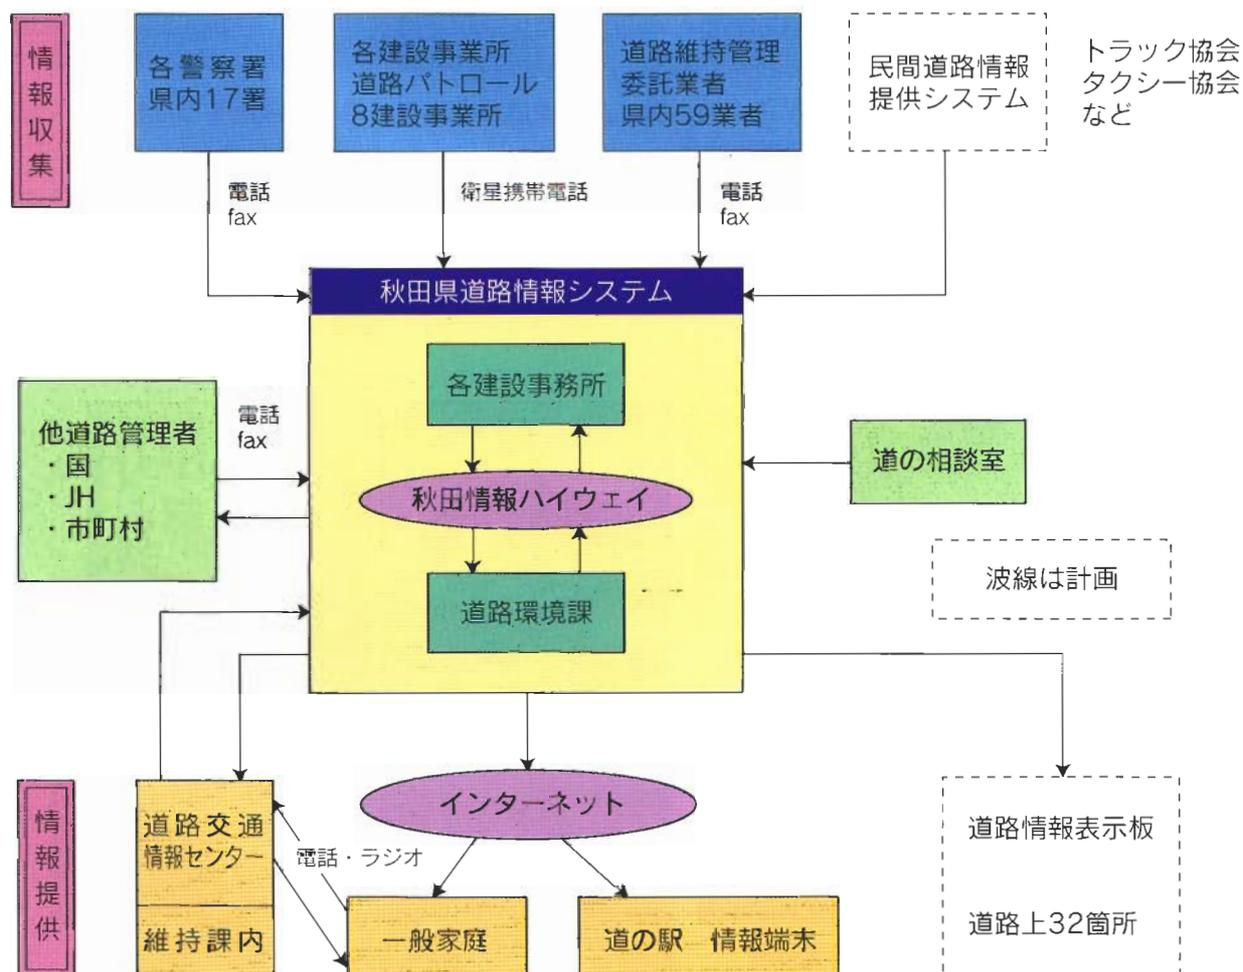 情報収集
各警察署
県内17署
各建設事業所
道路パトロール
8建設事業所
道路維持管理
委託業者
県内59業者
民間道路情報
提供システム
トラック協会
タクシー協会
など
電話
fax
衛星携帯電話
電話
fax
秋田県道路情報システム
各建設事務所
他道路管理者
・国
・JH
・市町村
電話
fax
秋田情報ハイウェイ
道の相談室
波線は計画
道路環境課
情報提供
道路交通
情報センター
維持課内
電話・ラジオ
インターネット
一般家庭
道の駅 情報端末
道路情報表示板
道路上32箇所